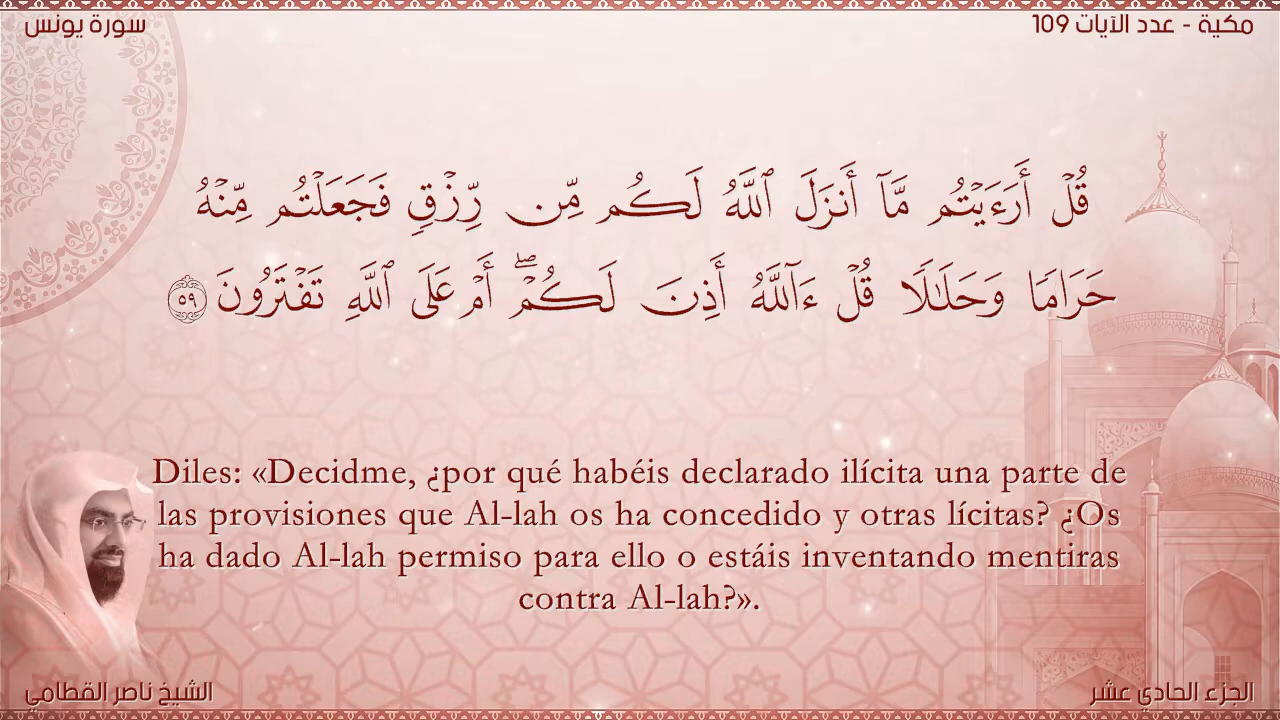 مكية - عدد الآيات 109
سورة يونس
قُلْ أَرَءَيْتُم مَّآ أَنزَلَ ٱللَّهُ لَكُم مِّن رِّزْقٍ فَجَعَلْتُم مِّنْهُ
حَرَامًا وَحَلَٰلًا قُلْ ءَآللَّهُ أَذِنَ لَكُمْ ۖ أَمْ عَلَى ٱللَّهِ تَفْتَرُونَ ٥٩
Diles: «Decidme, ¿por qué habéis declarado ilícita una parte de
las provisiones que Al-lah os ha concedido y otras lícitas? ¿Os
ha dado Al-lah permiso para ello o estáis inventando mentiras
contra Al-lah?».
الجزء الحادي عشر
الشيخ ناصر القطامي